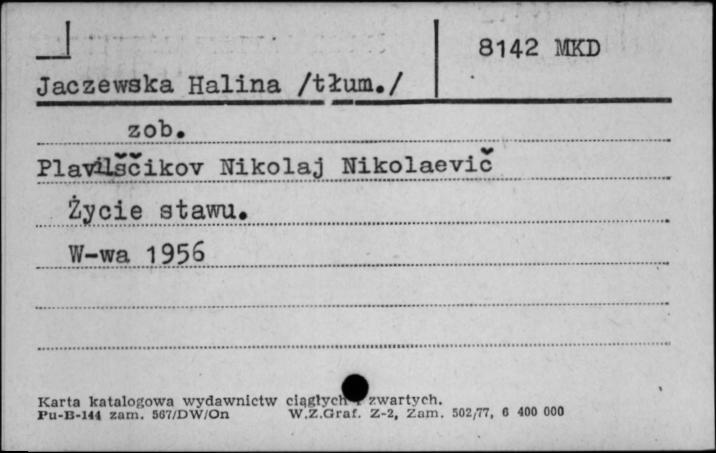 8142 MKD
Jaczewska Halina /tłum./
zob.
Plavilščikov Nikolaj Nikolaevič
Życie stawu.
W-wa 1956
Karta katalogowa wydawnictw ciągłych i zwartych.
Pu-B-144 zam. 567/DW/On W.Z.Graf. Z-2, Zam. 502/77, 6 400 000